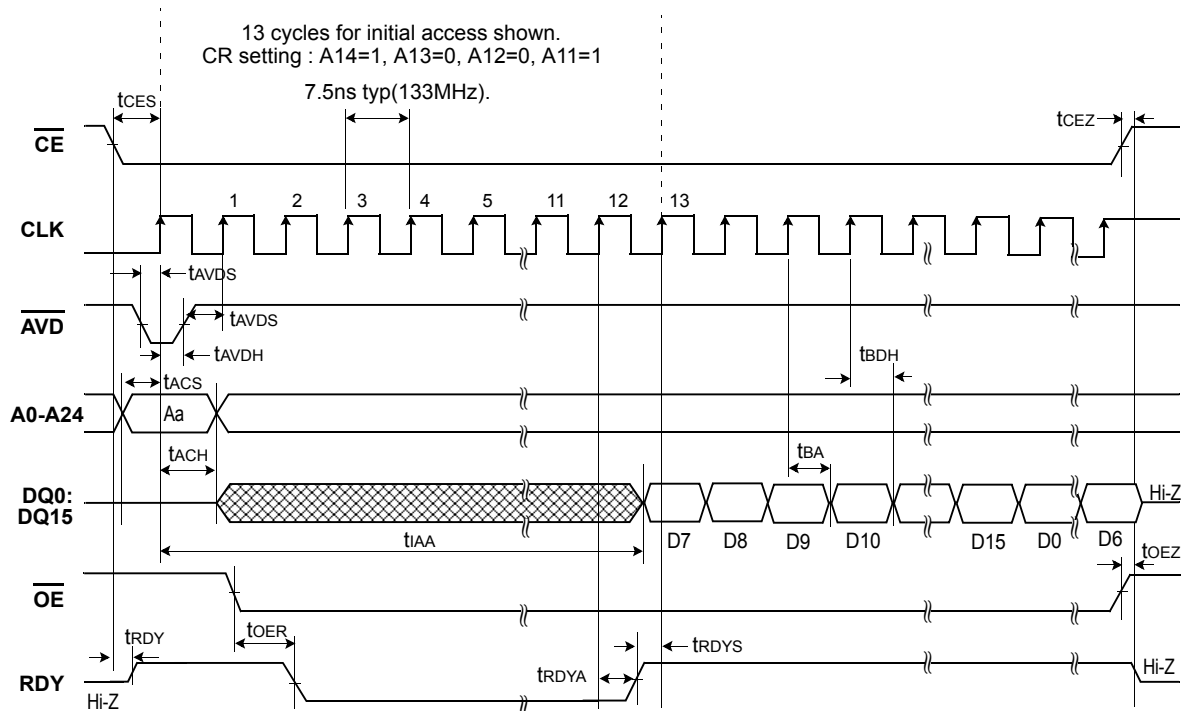 13 cycles for initial access shown.
CR setting : A14=1, A13=0, A12=0, A11=1
7.5ns typ(133MHz).
tCES
tCEZ
CE
1 2 3 4 5 11 12 13
CLK
tAVDS
AVD
tAVDS
tAVDH
tBDH
tACS
A0-A24
Aa
tACH
tBA
DQ0:
DQ15
Hi-Z
D7 D8 D9 D10 D15 D0 D6
tIAA
tOEZ
OE
tRDY
tOER
tRDYS
tRDYA
RDY
Hi-Z
Hi-Z